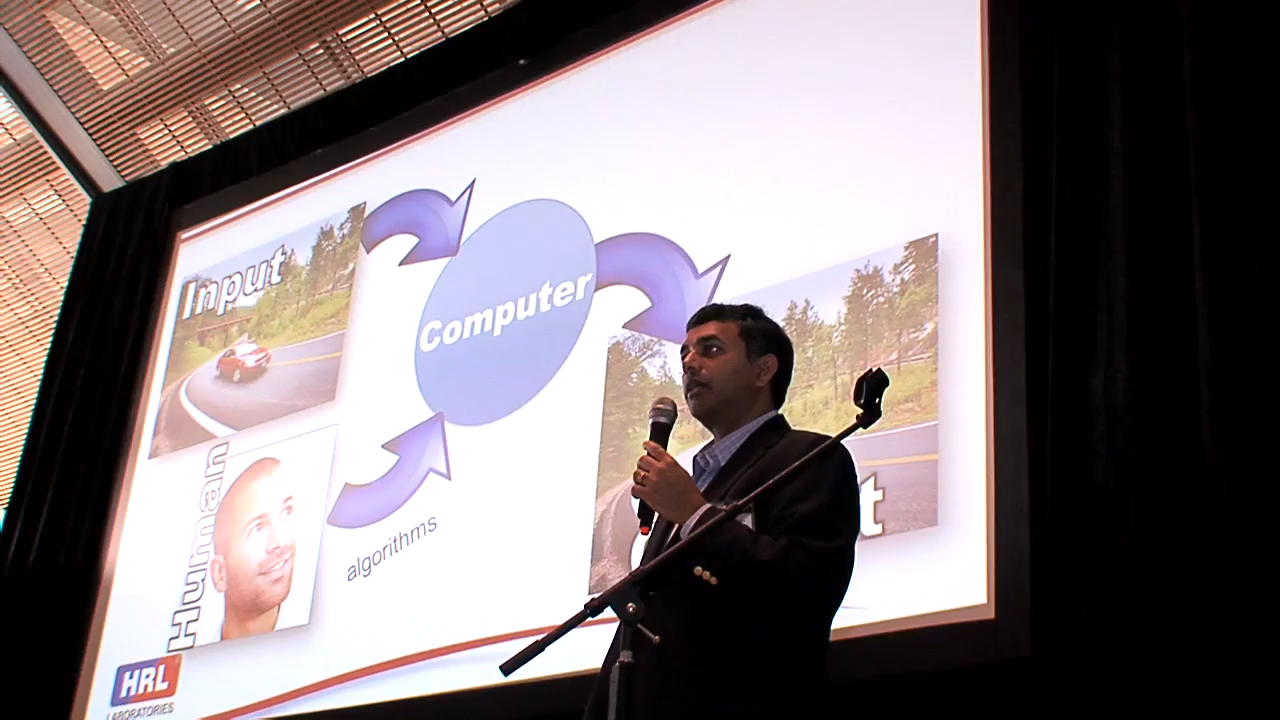 Input
Computer
Human
algorithms
t
HRL
LABORATORIES